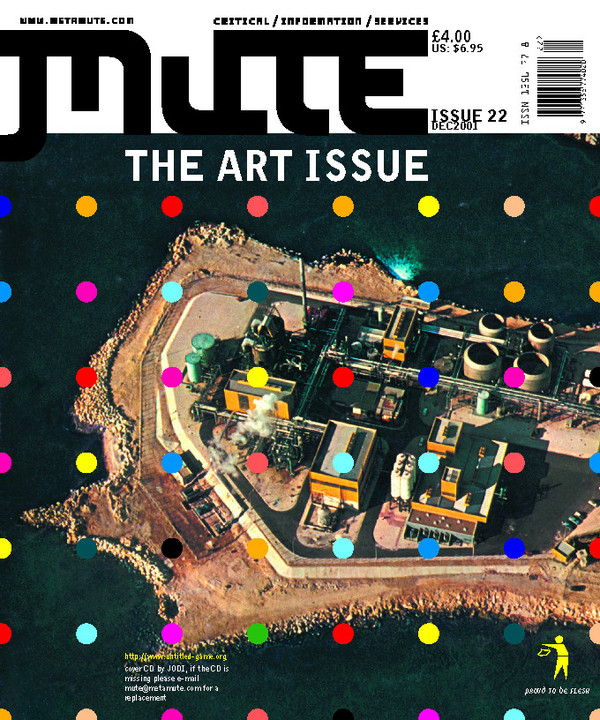 WWW.METAMUTE.COM
CRITICAL / INFORMATION / SERVICES
MUTE
£4.00
US: $6.95
ISSUE 22
DEC2001
THE ART ISSUE
http://www.untitled-game.org
cover CD by JODI, if the CD is
missing please e-mail
mute@metamute.com for a
replacement
proud to be flesh